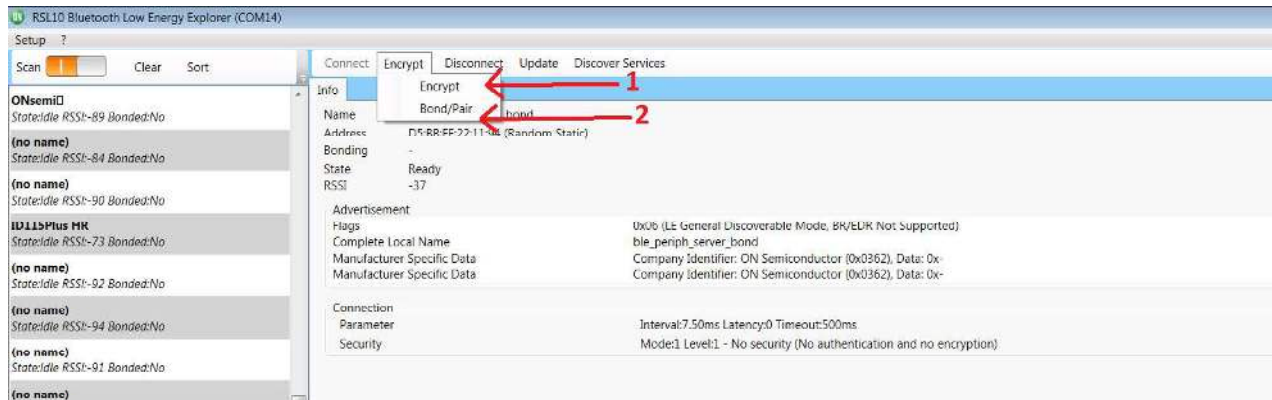 RSL10 Bluetooth Low Energy Explorer (COM14)
Setup ?
Scan Clear Sort
Connect Encrypt Disconnect Update Discover Services
Encrypt 1
Bond/Pair 2
ONsemi
State:Idle RSSI:-89 Bonded:No
(no name)
State:Idle RSSI:-84 Bonded:No
(no name)
State:Idle RSSI:-90 Bonded:No
ID115Plus HR
State:Idle RSSI:-73 Bonded:No
(no name)
State:Idle RSSI:-92 Bonded:No
(no name)
State:Idle RSSI:-94 Bonded:No
(no name)
State:Idle RSSI:-91 Bonded:No
(no name)
Info
Name bond
Address (Random Static)
Bonding -
State Ready
RSSI -37
Advertisement
Flags 0x06 (LE General Discoverable Mode, BR/EDR Not Supported)
Complete Local Name ble_periph_server_bond
Manufacturer Specific Data Company Identifier: ON Semiconductor (0x0362), Data: 0x-
Manufacturer Specific Data Company Identifier: ON Semiconductor (0x0362), Data: 0x-
Connection
Parameter Interval:7.50ms Latency:0 Timeout:500ms
Security Mode:1 Level:1 - No security (No authentication and no encryption)